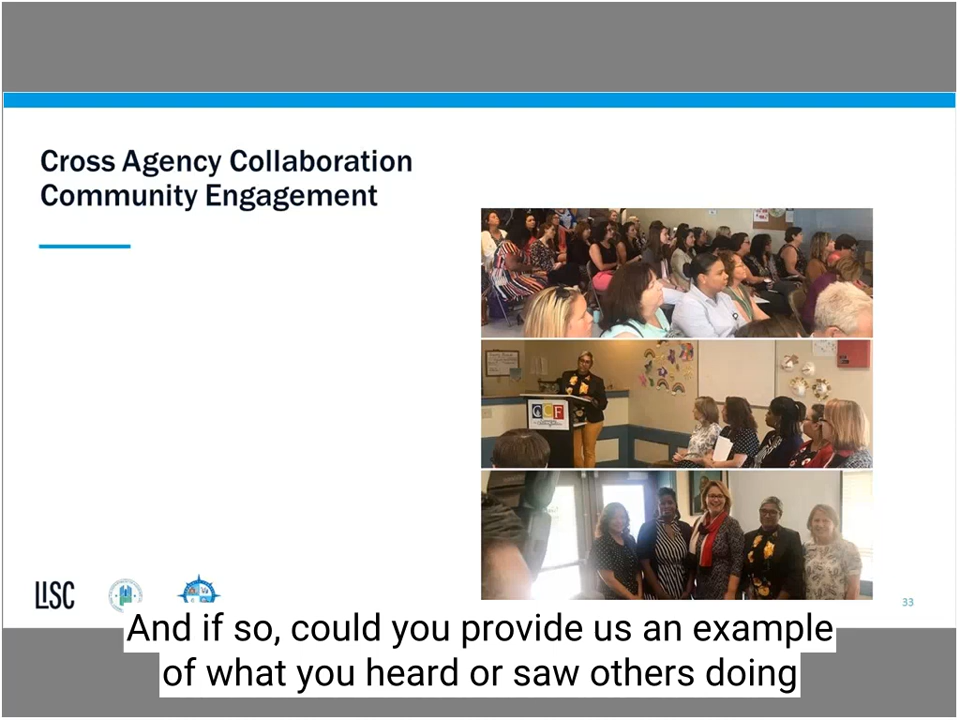 Cross Agency Collaboration
Community Engagement
CCF
LISC
33
And if so, could you provide us an example
of what you heard or saw others doing